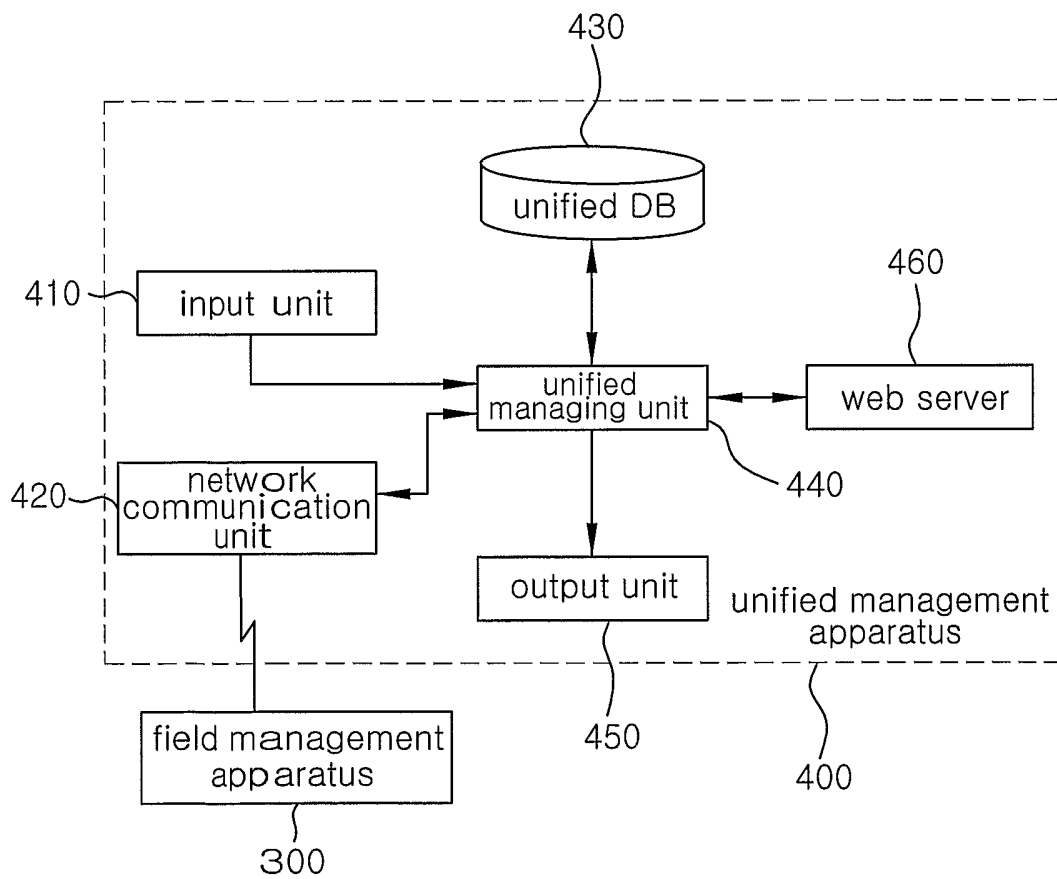 430
unified DB
410
input unit
460
unified
managing unit
web server
420
network
communication
unit
440
output unit
unified management
apparatus
450
400
field management
apparatus
300